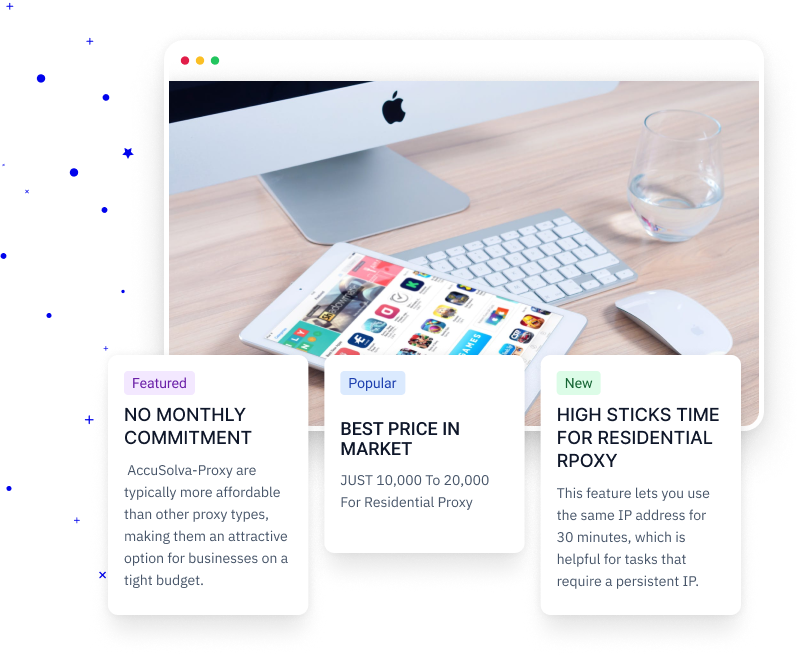 Featured
NO MONTHLY
COMMITMENT
AccuSolva-Proxy are
typically more affordable
than other proxy types,
making them an attractive
option for businesses on a
tight budget.
Popular
BEST PRICE IN
MARKET
JUST 10,000 To 20,000
For Residential Proxy
New
HIGH STICKS TIME
FOR RESIDENTIAL
RPOXY
This feature lets you use
the same IP address for
30 minutes, which is
helpful for tasks that
require a persistent IP.
GAMES